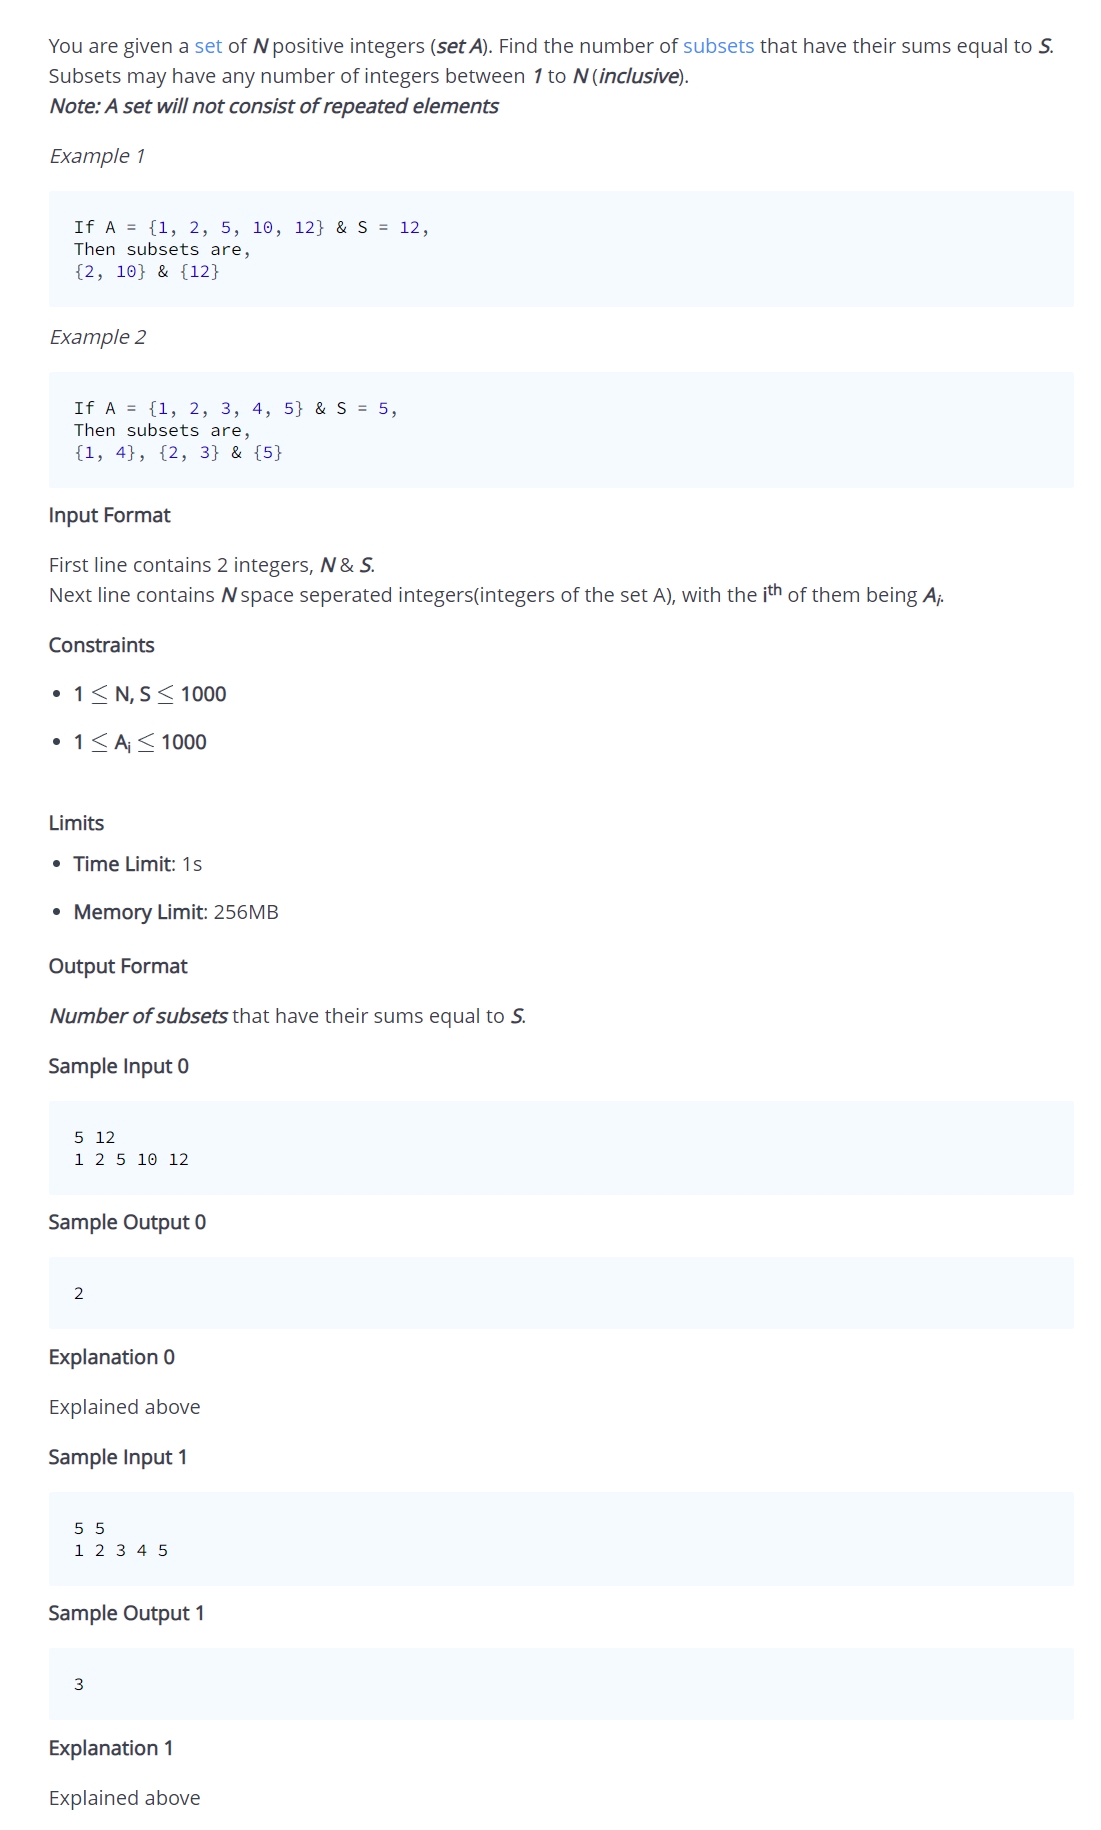 You are given a set of N positive integers (set A). Find the number of subsets that have their sums equal to S.
Subsets may have any number of integers between 1 to N (inclusive).
Note: A set will not consist of repeated elements
Example 1
If A = {1, 2, 5, 10, 12} & S = 12,
Then subsets are,
{2, 10} & {12}
Example 2
If A = {1, 2, 3, 4, 5} & S = 5,
Then subsets are,
{1, 4}, {2, 3} & {5}
Input Format
First line contains 2 integers, N & S.
Next line contains N space seperated integers(integers of the set A), with the ith of them being Ai.
Constraints
• 1 ≤ N, S ≤ 1000
• 1 ≤ Ai ≤ 1000
Limits
• Time Limit: 1s
• Memory Limit: 256MB
Output Format
Number of subsets that have their sums equal to S.
Sample Input 0
5 12
1 2 5 10 12
Sample Output 0
2
Explanation 0
Explained above
Sample Input 1
5 5
1 2 3 4 5
Sample Output 1
3
Explanation 1
Explained above